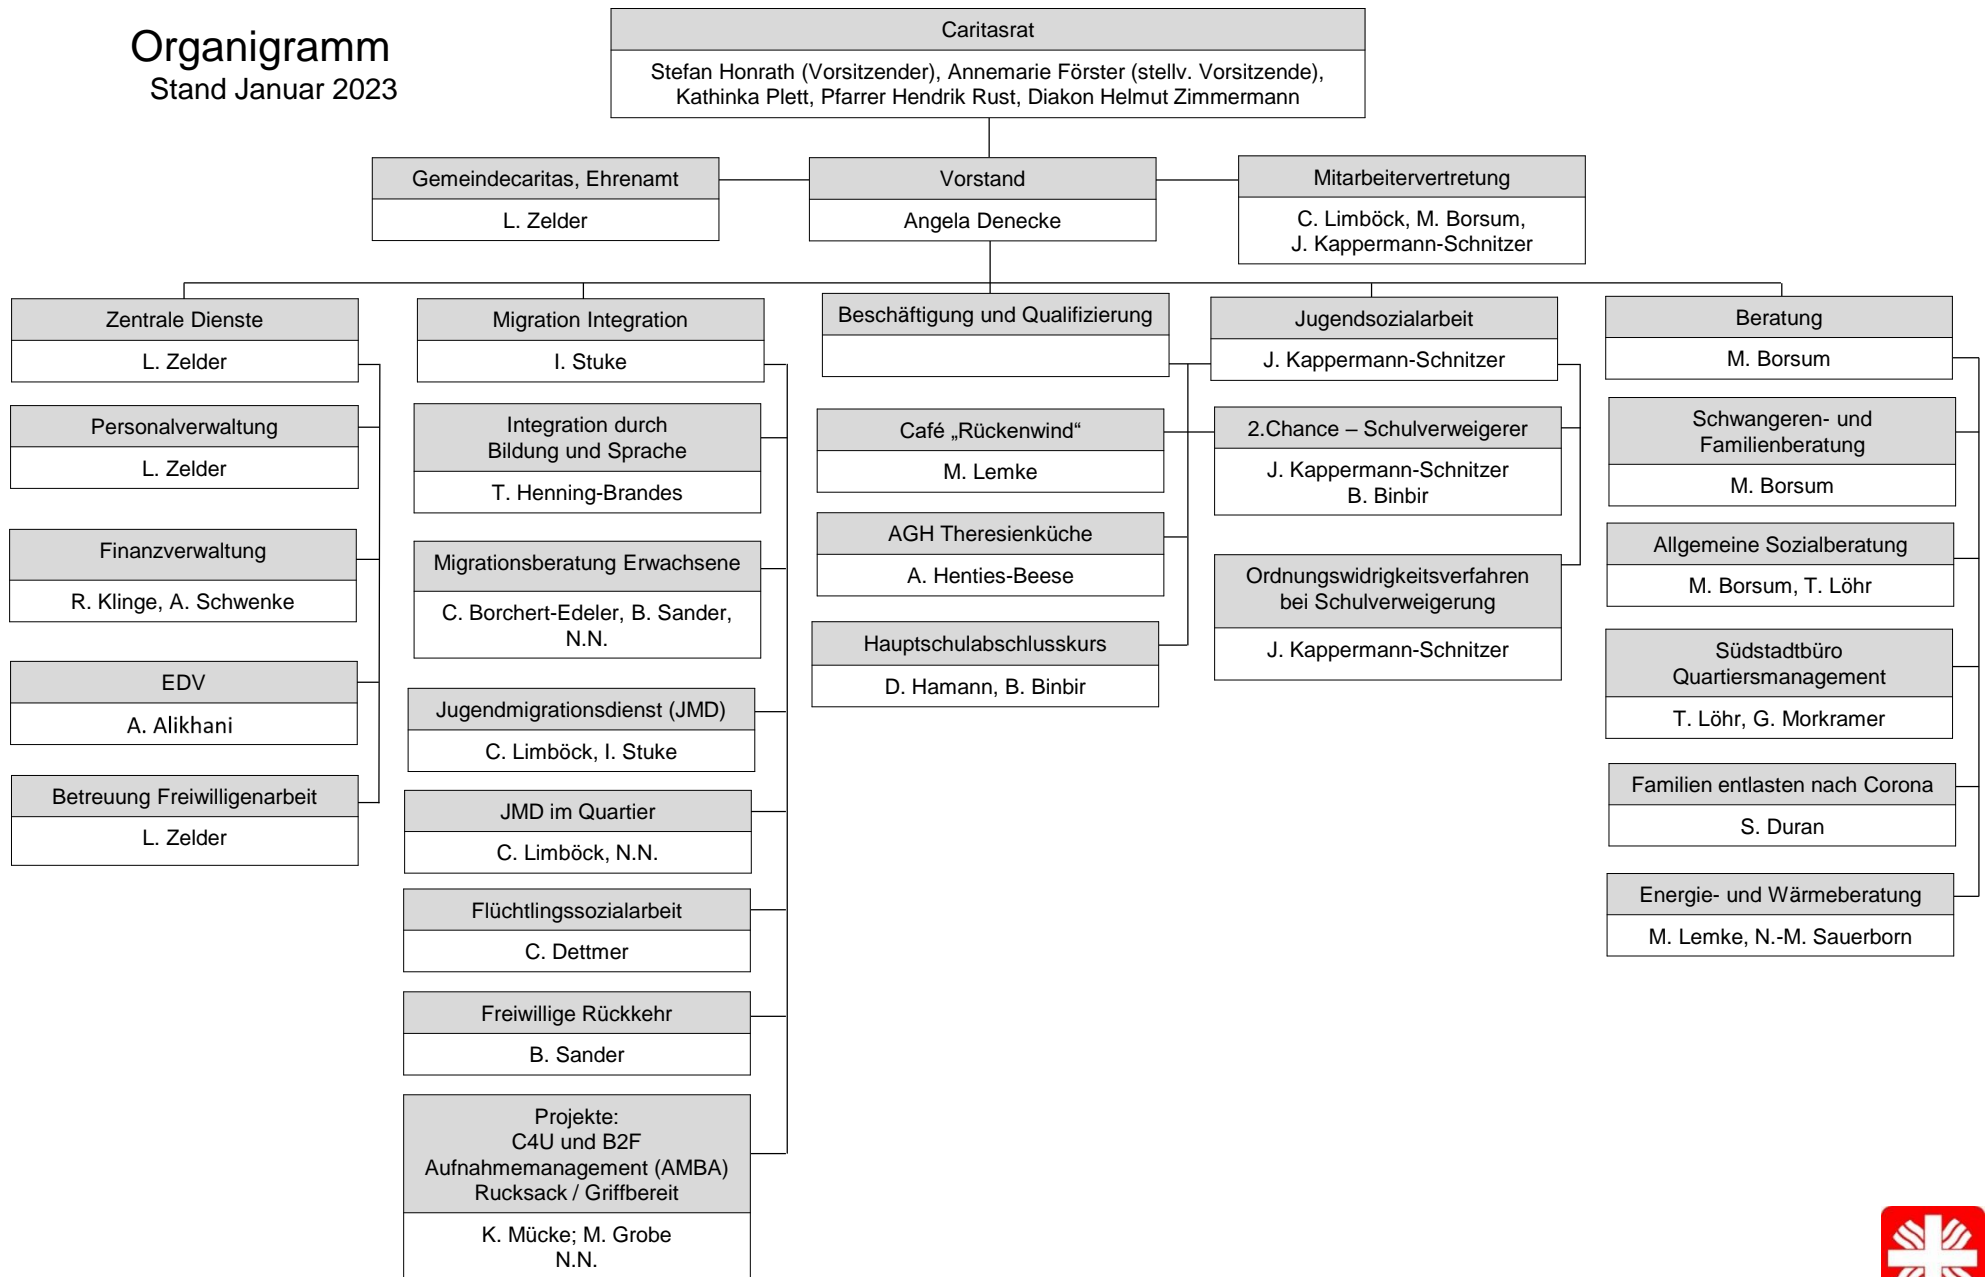 Organigramm
Stand Januar 2023
Caritasrat
Stefan Honrath (Vorsitzender), Annemarie Förster (stellv. Vorsitzende),
Kathinka Plett, Pfarrer Hendrik Rust, Diakon Helmut Zimmermann
Gemeindecaritas, Ehrenamt
L. Zelder
Vorstand
Angela Denecke
Mitarbeitervertretung
C. Limböck, M. Borsum,
J. Kappermann-Schnitzer
Zentrale Dienste
L. Zelder
Personalverwaltung
L. Zelder
Finanzverwaltung
R. Klinge, A. Schwenke
EDV
A. Alikhani
Betreuung Freiwilligenarbeit
L. Zelder
Migration Integration
I. Stuke
Integration durch
Bildung und Sprache
T. Henning-Brandes
Migrationsberatung Erwachsene
C. Borchert-Edeler, B. Sander,
N.N.
Jugendmigrationsdienst (JMD)
C. Limböck, I. Stuke
JMD im Quartier
C. Limböck, N.N.
Flüchtlingssozialarbeit
C. Dettmer
Freiwillige Rückkehr
B. Sander
Projekte:
C4U und B2F
Aufnahmemanagement (AMBA)
Rucksack / Griffbereit
K. Mücke; M. Grobe
N.N.
Beschäftigung und Qualifizierung
Café „Rückenwind“
M. Lemke
AGH Theresienküche
A. Henties-Beese
Hauptschulabschlusskurs
D. Hamann, B. Binbir
Jugendsozialarbeit
J. Kappermann-Schnitzer
2.Chance – Schulverweigerer
J. Kappermann-Schnitzer
B. Binbir
Ordnungswidrigkeitsverfahren
bei Schulverweigerung
J. Kappermann-Schnitzer
Beratung
M. Borsum
Schwangeren- und
Familienberatung
M. Borsum
Allgemeine Sozialberatung
M. Borsum, T. Löhr
Südstadtbüro
Quartiersmanagement
T. Löhr, G. Morkramer
Familien entlasten nach Corona
S. Duran
Energie- und Wärmeberatung
M. Lemke, N.-M. Sauerborn